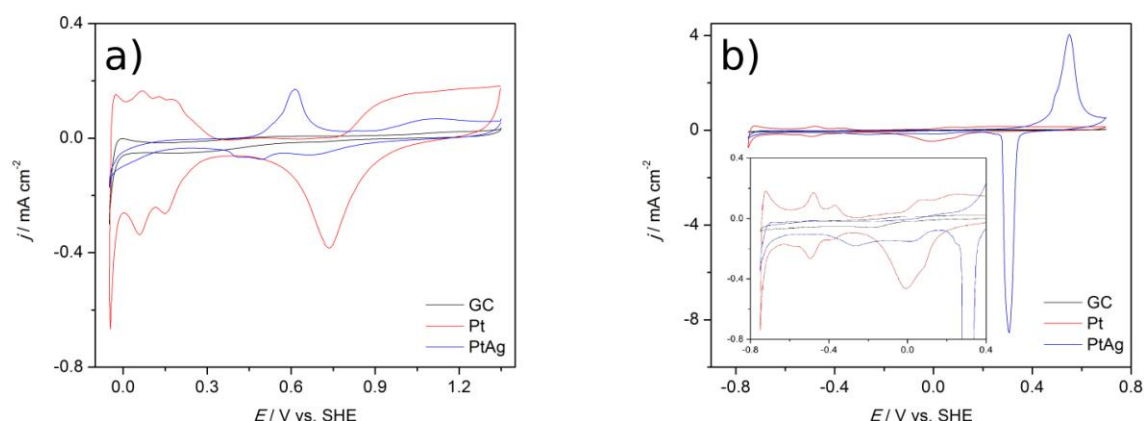 a)
0.4
0.0
-0.4
-0.8
j / mA cm-2
0.0 0.3 0.6 0.9 1.2
E / V vs. SHE
GC
Pt
PtAg
b)
4
0
-4
-8
j / mA cm-2
-0.8 -0.4 0.0 0.4 0.8
E / V vs. SHE
GC
Pt
PtAg
0.4
0.0
-0.4
-0.8
-0.8 -0.4 0.0 0.4